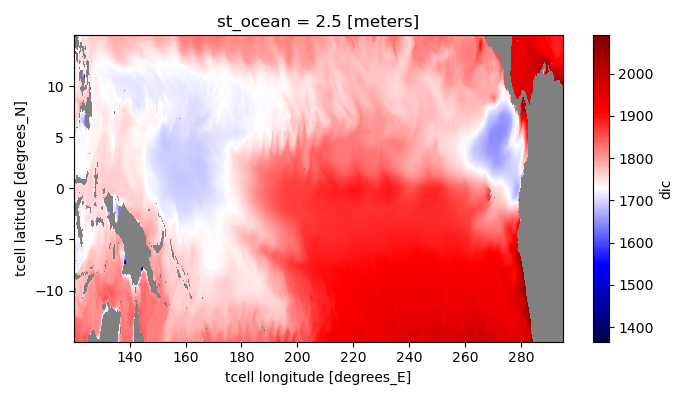 st_ocean = 2.5 [meters]
10
5
0
−5
−10
tcell latitude [degrees_N]
140 160 180 200 220 240 260 280
tcell longitude [degrees_E]
2000
1900
1800
1700
1600
1500
1400
dic